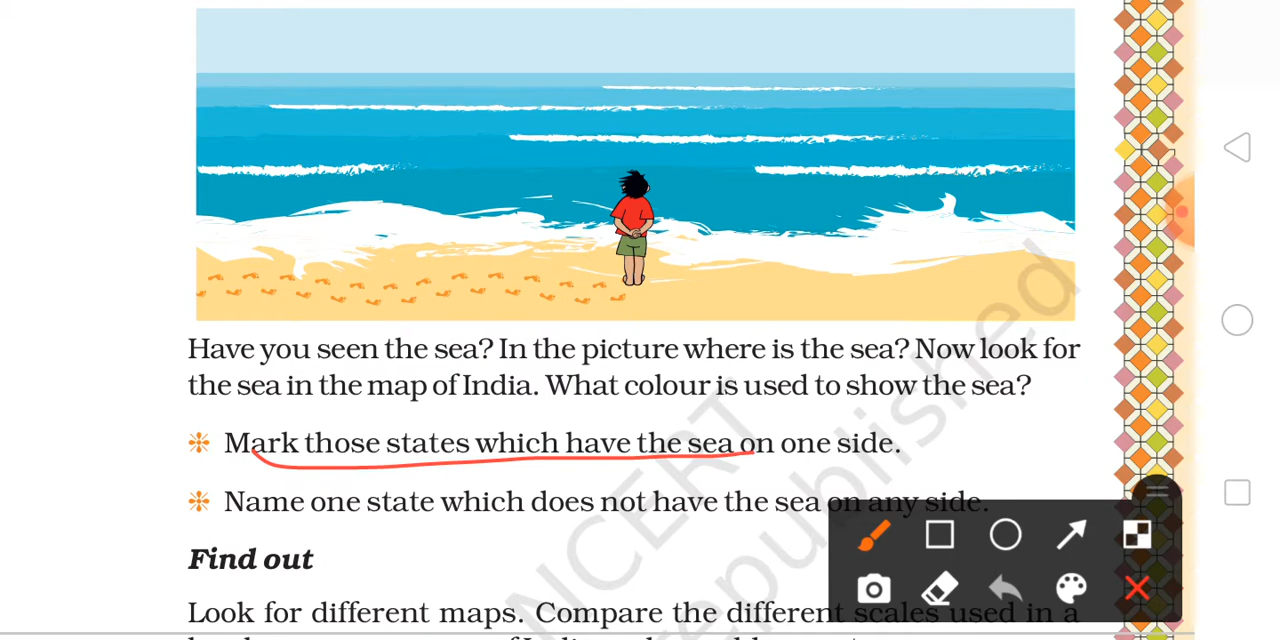 Have you seen the sea? In the picture where is the sea? Now look for
the sea in the map of India. What colour is used to show the sea?
❉ Mark those states which have the sea on one side.
❉ Name one state which does not have the sea on any side.
Find out
Look for different maps. Compare the different scales used in a
NCERT
republished